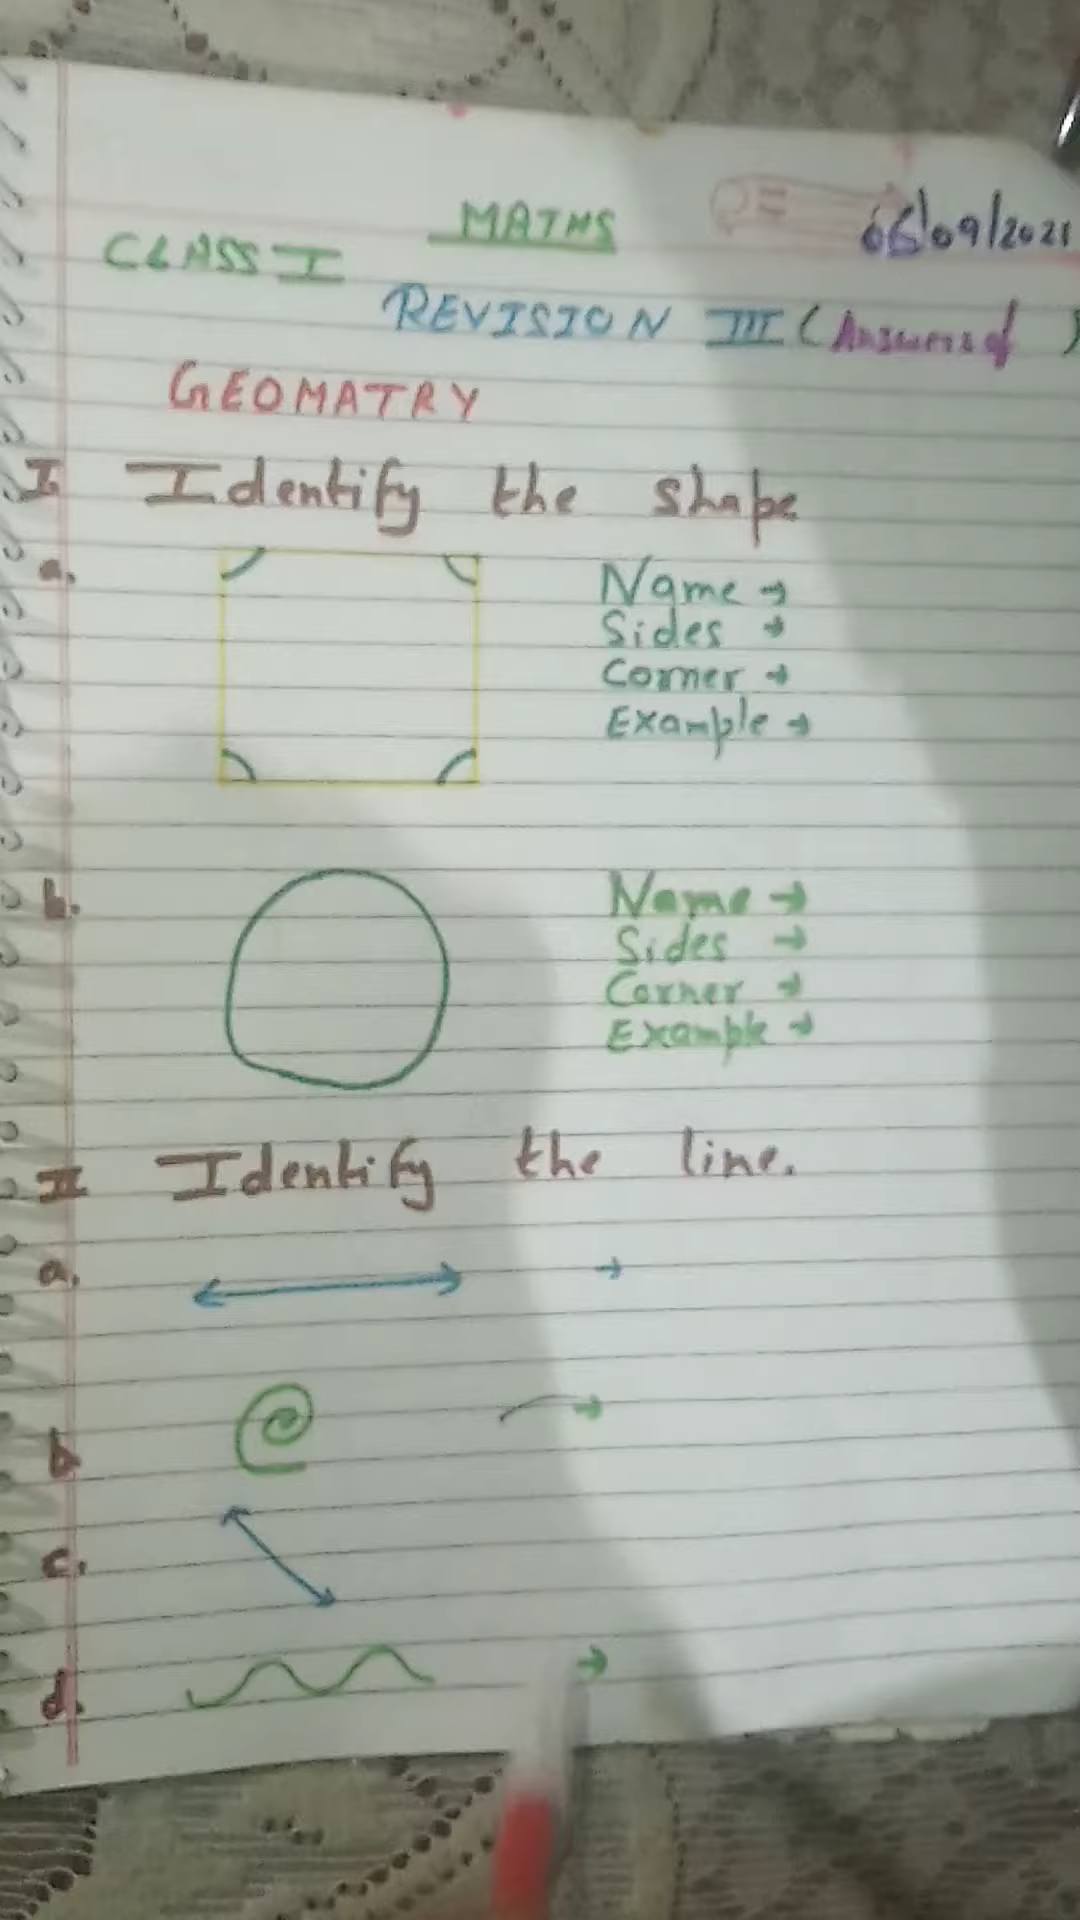 MATHS
06/09/2021
CLASS I
REVISION III (Answers of )
GEOMATRY
I. Identify the shape
a.
Name →
Sides →
Corner →
Example →
b.
Name →
Sides →
Corner →
Example →
II Identify the line.
a. →
b →
c.
d. →